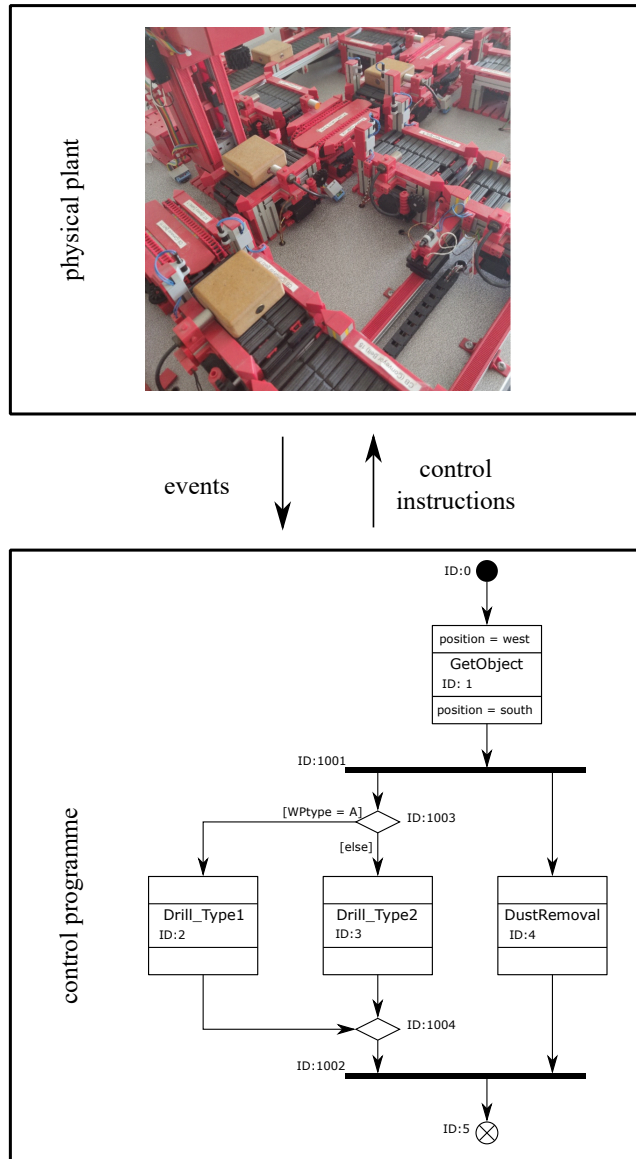 physical plant
events
control
instructions
control programme
ID:0
position = west
GetObject
ID: 1
position = south
ID:1001
[WPtype = A]
ID:1003
[else]
Drill_Type1
ID:2
Drill_Type2
ID:3
DustRemoval
ID:4
ID:1004
ID:1002
ID:5